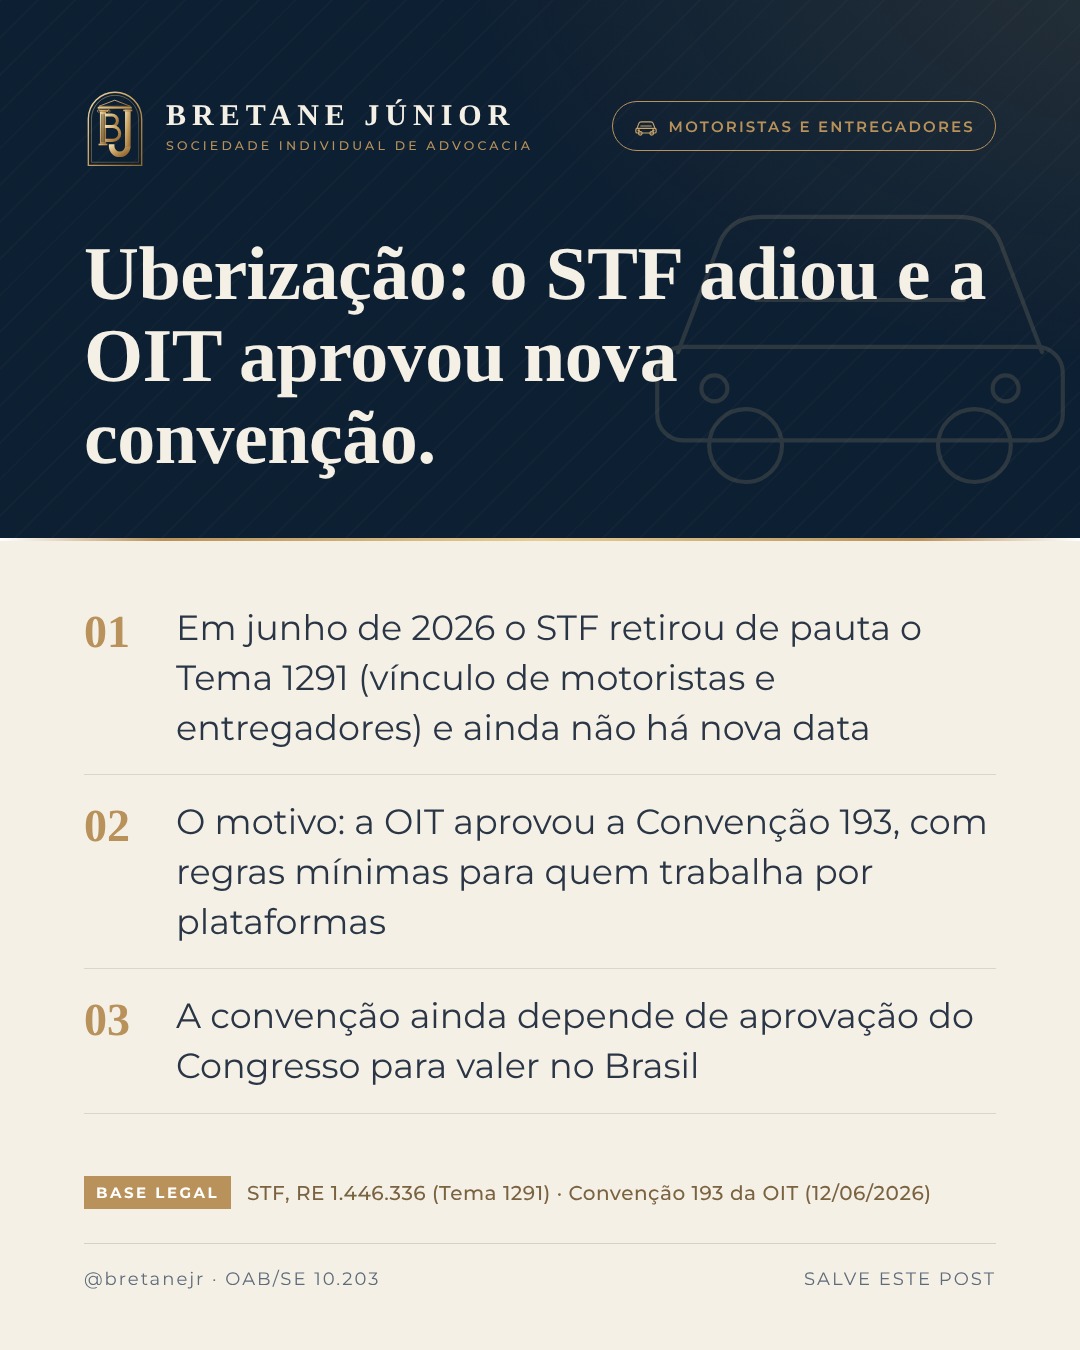 BRETANE JÚNIOR
SOCIEDADE INDIVIDUAL DE ADVOCACIA
MOTORISTAS E ENTREGADORES
Uberização: o STF adiou e a
OIT aprovou nova
convenção.
01
Em junho de 2026 o STF retirou de pauta o
Tema 1291 (vínculo de motoristas e
entregadores) e ainda não há nova data
02
O motivo: a OIT aprovou a Convenção 193, com
regras mínimas para quem trabalha por
plataformas
03
A convenção ainda depende de aprovação do
Congresso para valer no Brasil
BASE LEGAL
STF, RE 1.446.336 (Tema 1291) · Convenção 193 da OIT (12/06/2026)
@bretanejr · OAB/SE 10.203
SALVE ESTE POST